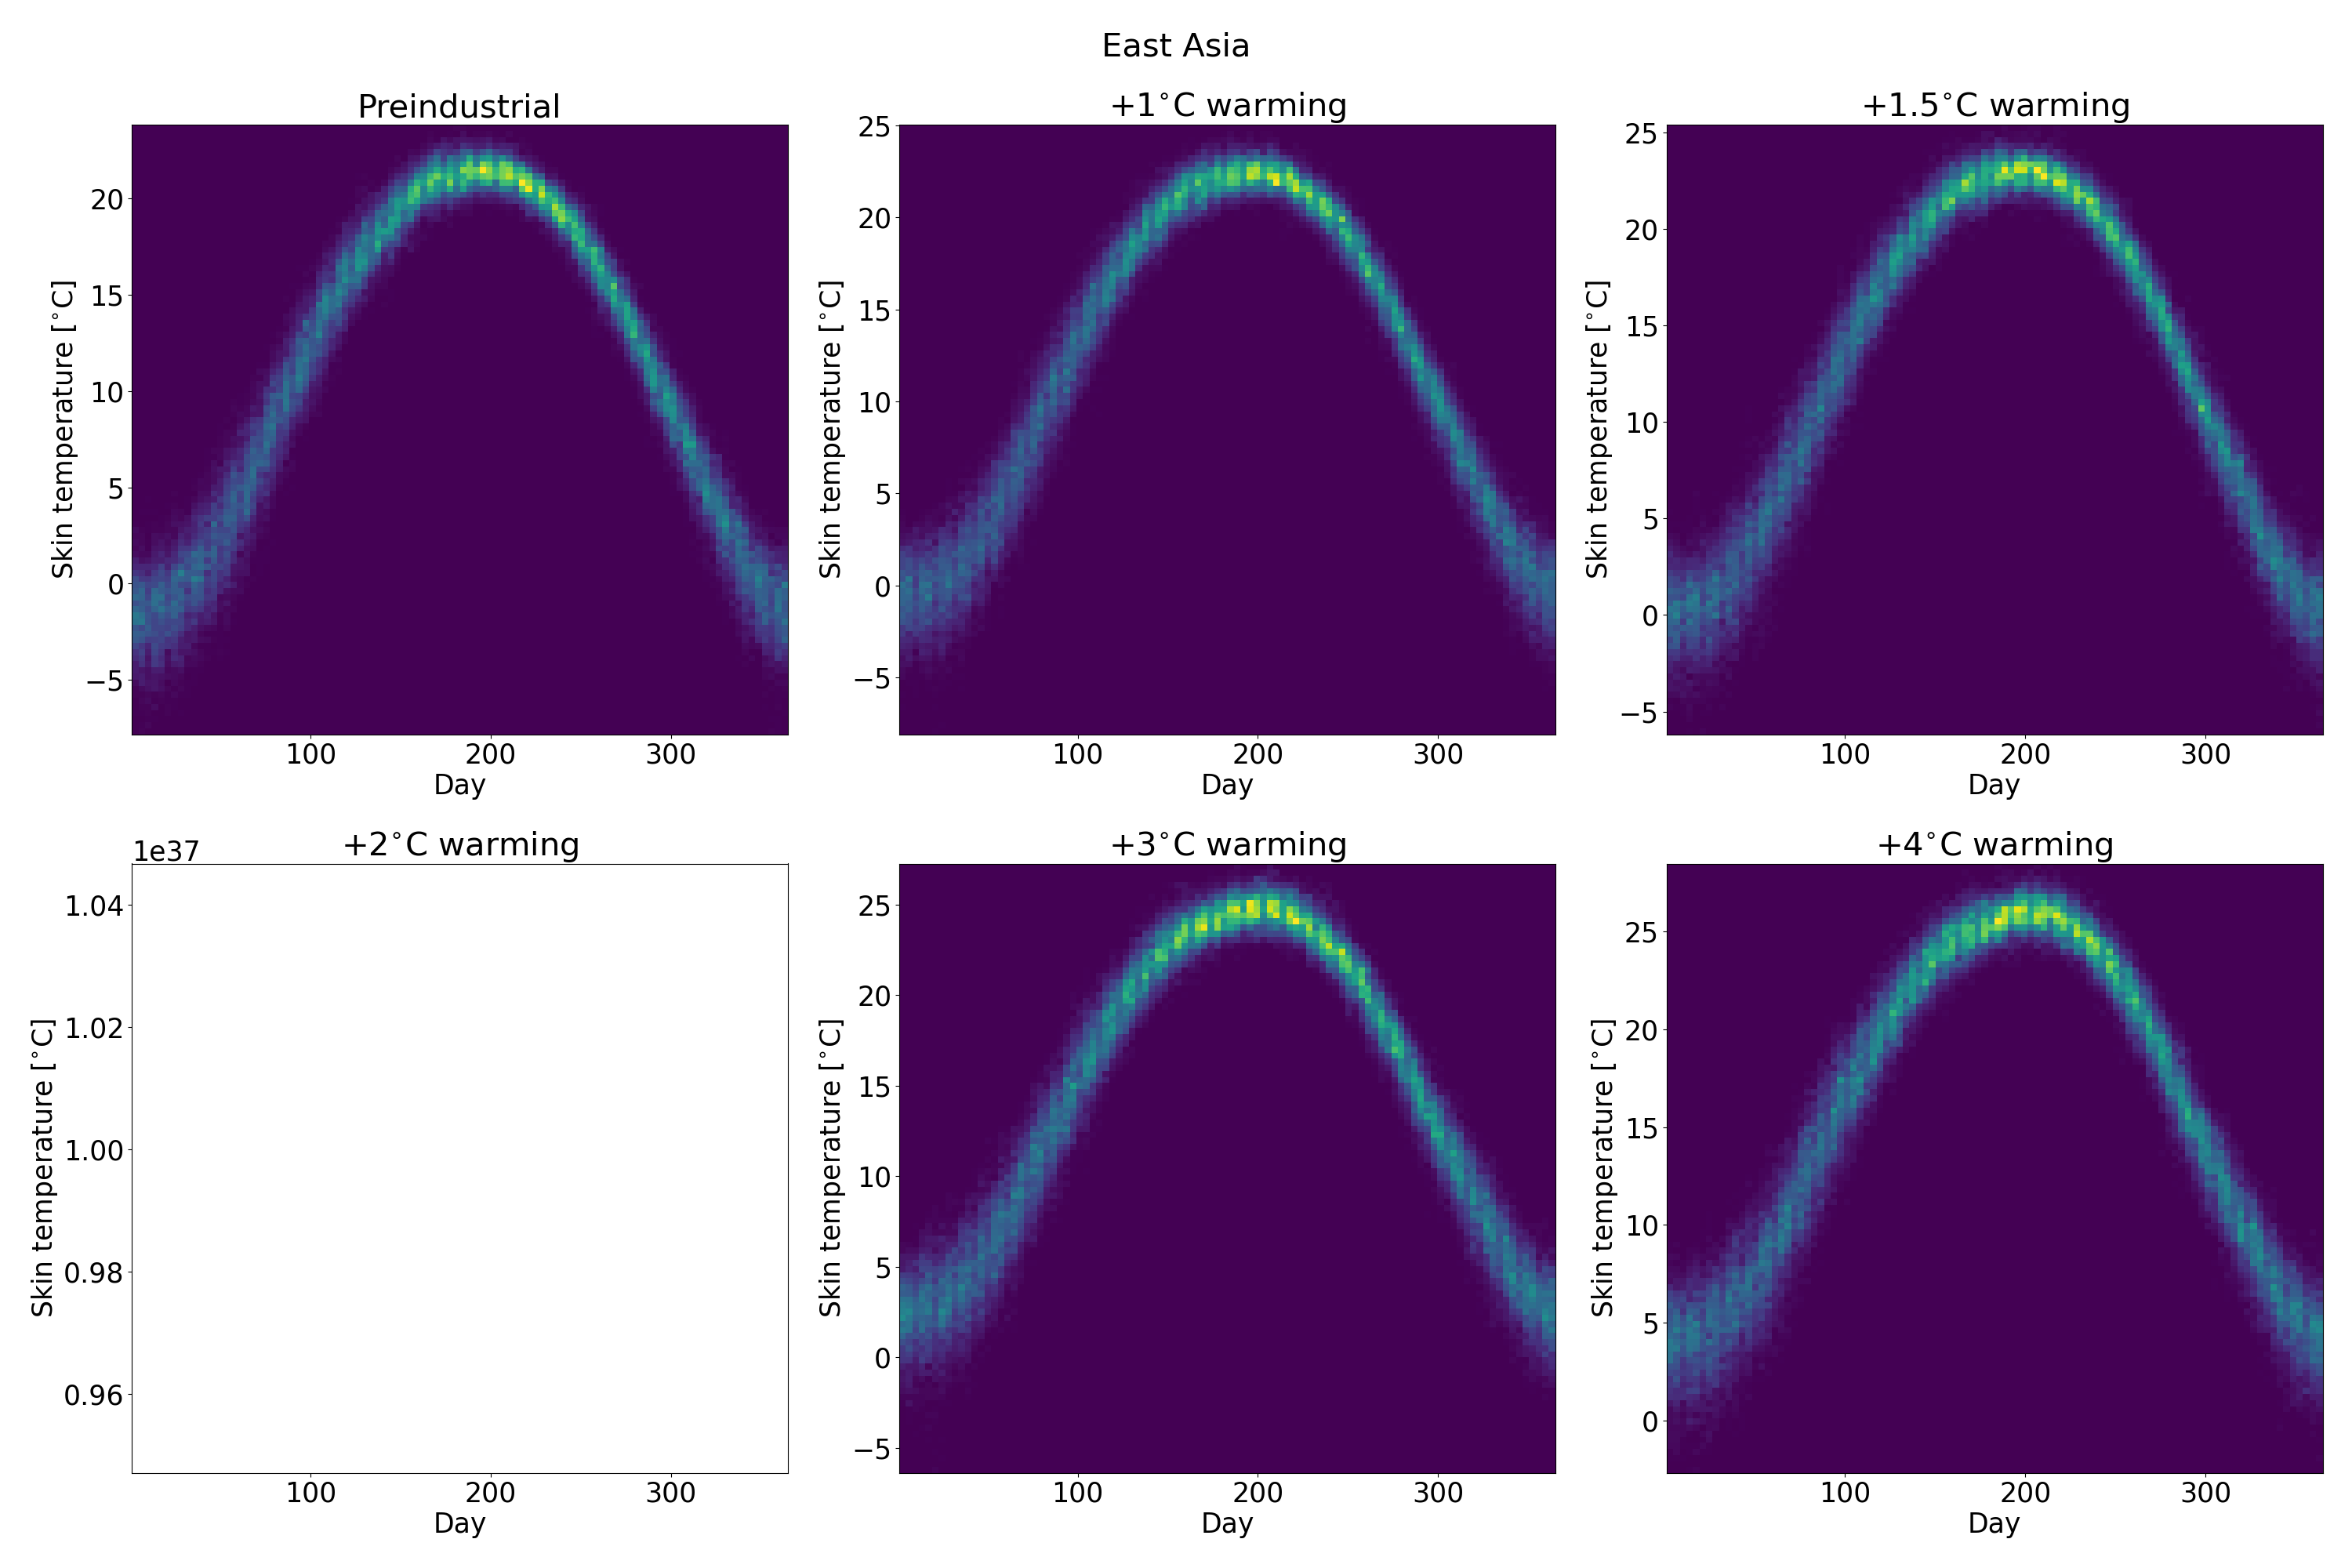 East Asia
Preindustrial
20
15
10
5
0
−5
Skin temperature [°C]
100 200 300
Day
+1°C warming
25
20
15
10
5
0
−5
Skin temperature [°C]
100 200 300
Day
+1.5°C warming
25
20
15
10
5
0
−5
Skin temperature [°C]
100 200 300
Day
+2°C warming
1e37
1.04
1.02
1.00
0.98
0.96
Skin temperature [°C]
100 200 300
Day
+3°C warming
25
20
15
10
5
0
−5
Skin temperature [°C]
100 200 300
Day
+4°C warming
25
20
15
10
5
0
Skin temperature [°C]
100 200 300
Day